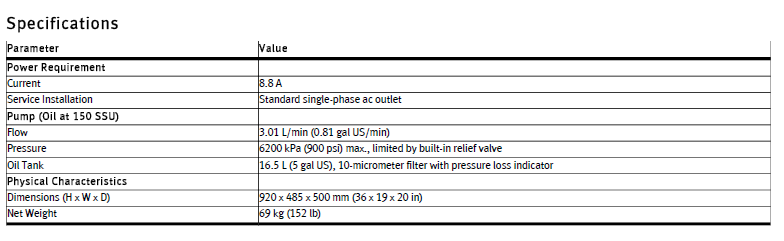 Specifications
Parameter Value
Power Requirement
Current 8.8 A
Service Installation Standard single-phase ac outlet
Pump (Oil at 150 SSU)
Flow 3.01 L/min (0.81 gal US/min)
Pressure 6200 kPa (900 psi) max., limited by built-in relief valve
Oil Tank 16.5 L (5 gal US), 10-micrometer filter with pressure loss indicator
Physical Characteristics
Dimensions (H x W x D) 920 x 485 x 500 mm (36 x 19 x 20 in)
Net Weight 69 kg (152 lb)